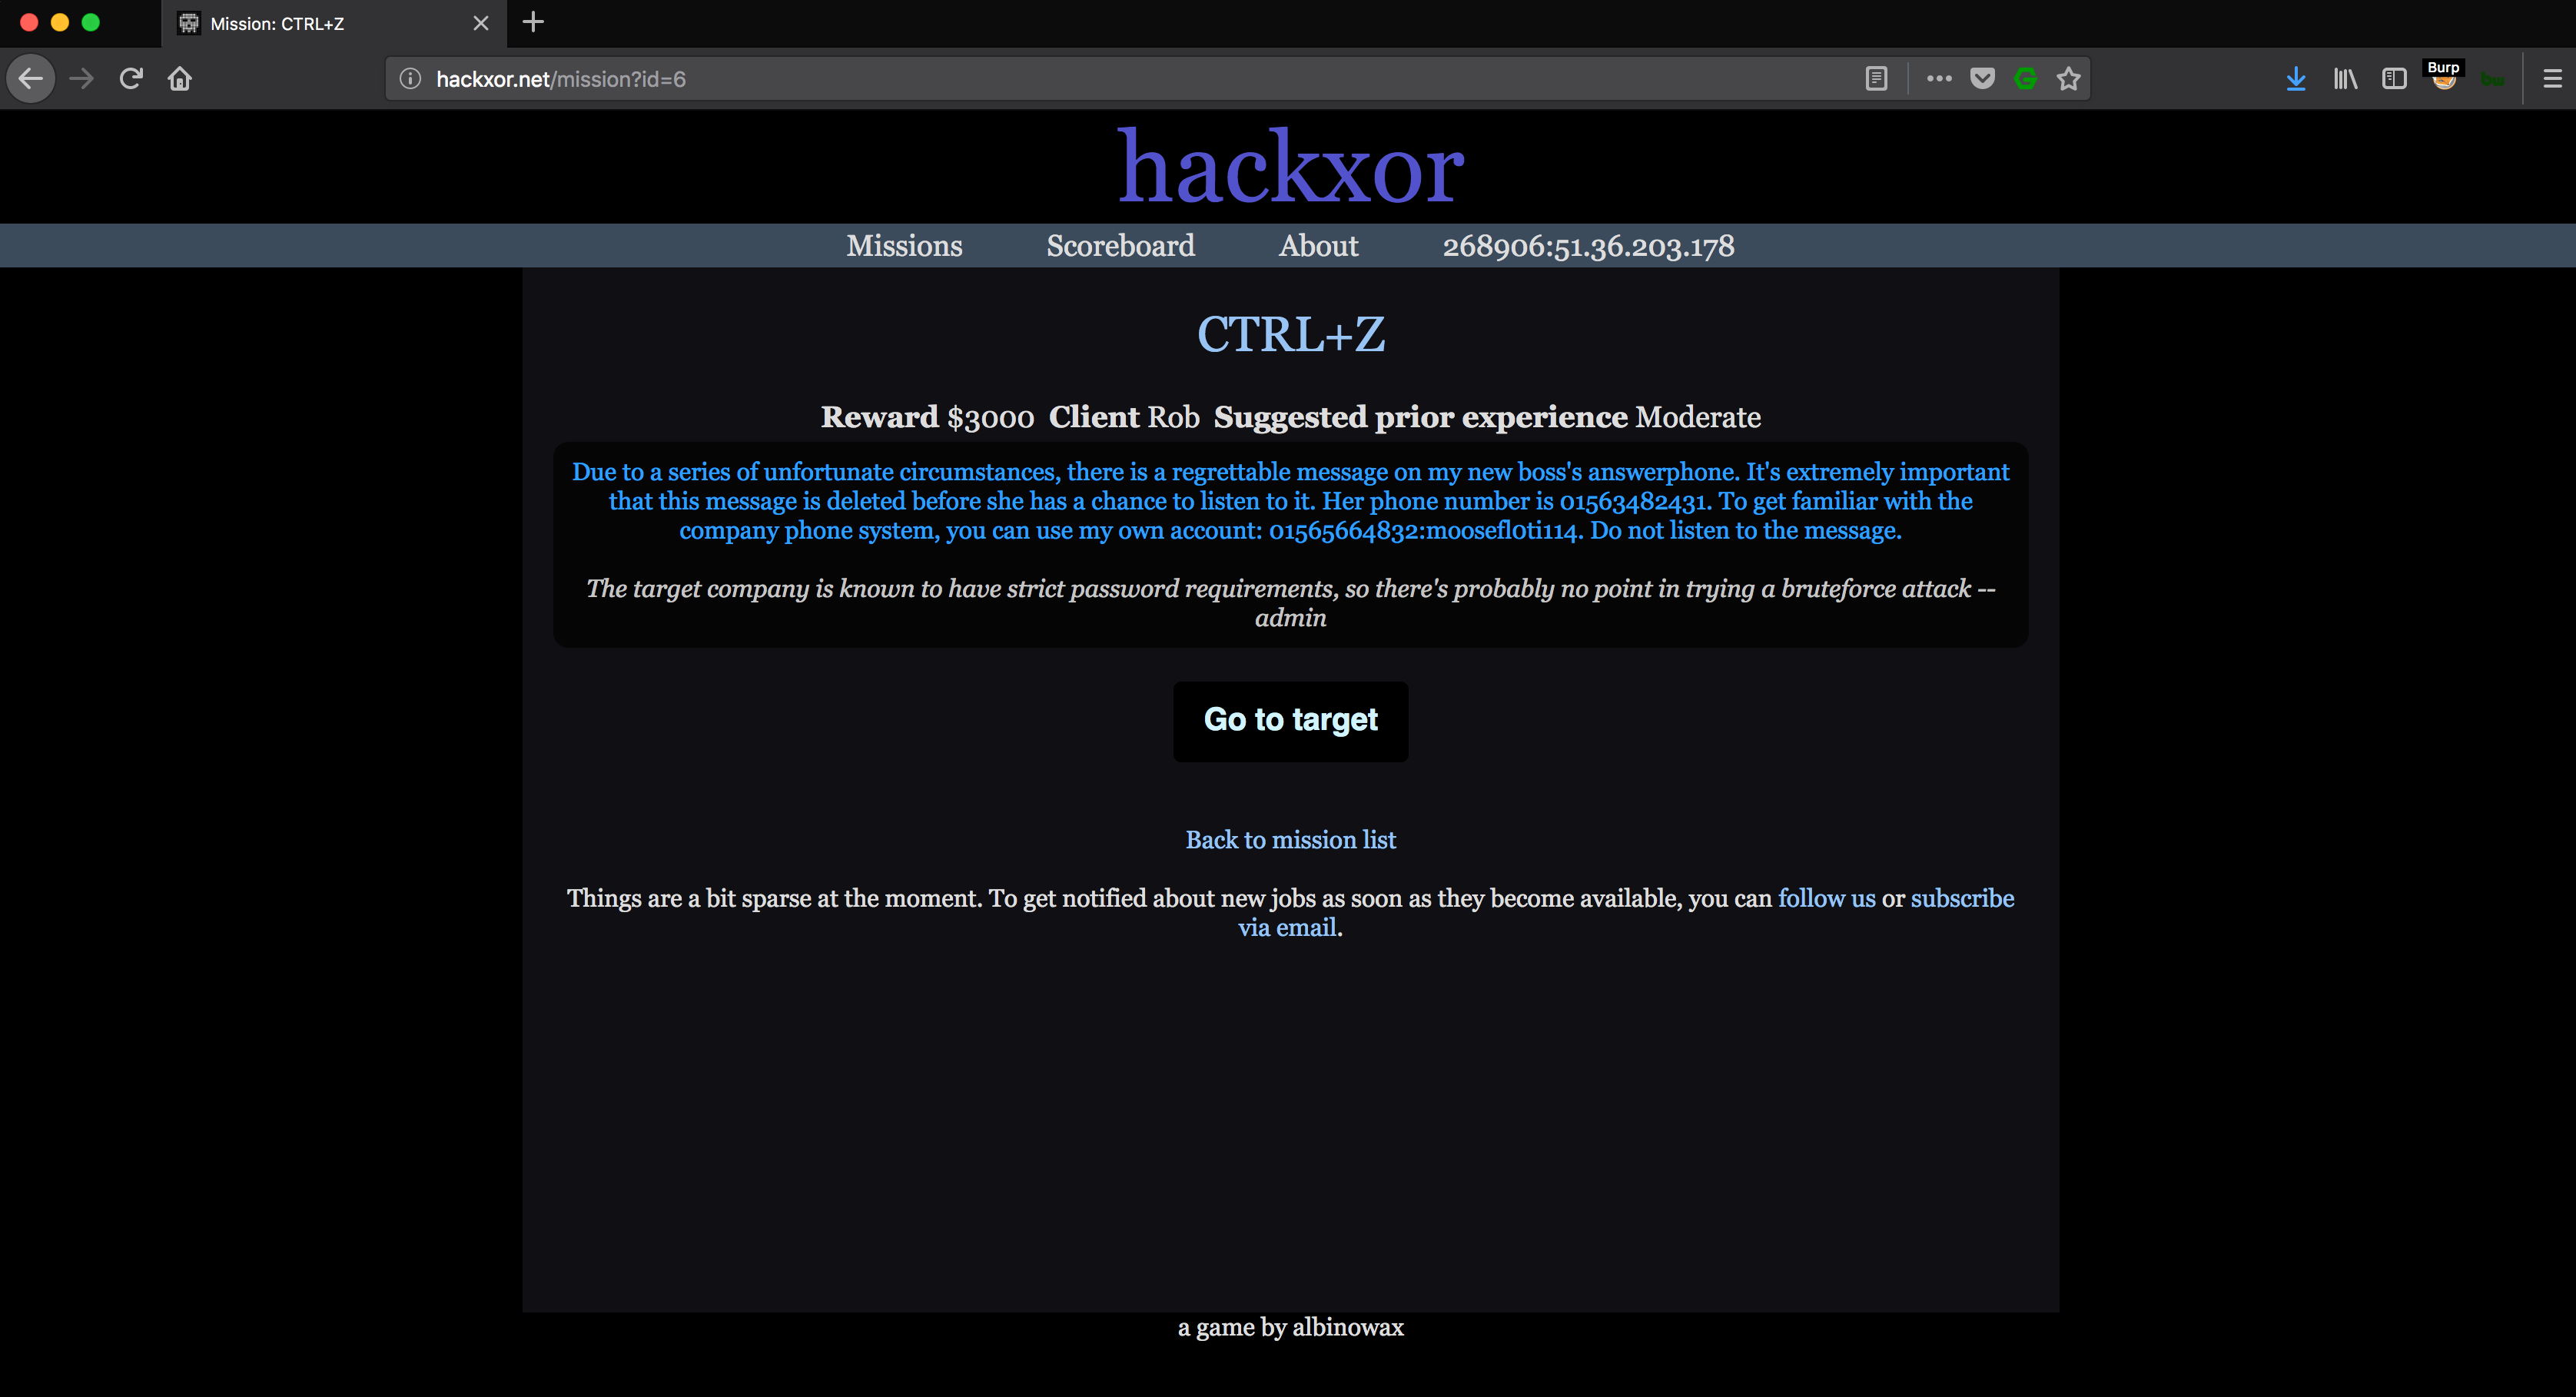 Mission: CTRL+Z
hackxor.net/mission?id=6
Burp
hackxor
Missions Scoreboard About 268906:51.36.203.178
CTRL+Z
Reward $3000 Client Rob Suggested prior experience Moderate
Due to a series of unfortunate circumstances, there is a regrettable message on my new boss's answerphone. It's extremely important
that this message is deleted before she has a chance to listen to it. Her phone number is 01563482431. To get familiar with the
company phone system, you can use my own account: 01565664832:moosefl0ti114. Do not listen to the message.
The target company is known to have strict password requirements, so there's probably no point in trying a bruteforce attack --
admin
Go to target
Back to mission list
Things are a bit sparse at the moment. To get notified about new jobs as soon as they become available, you can follow us or subscribe
via email.
a game by albinowax